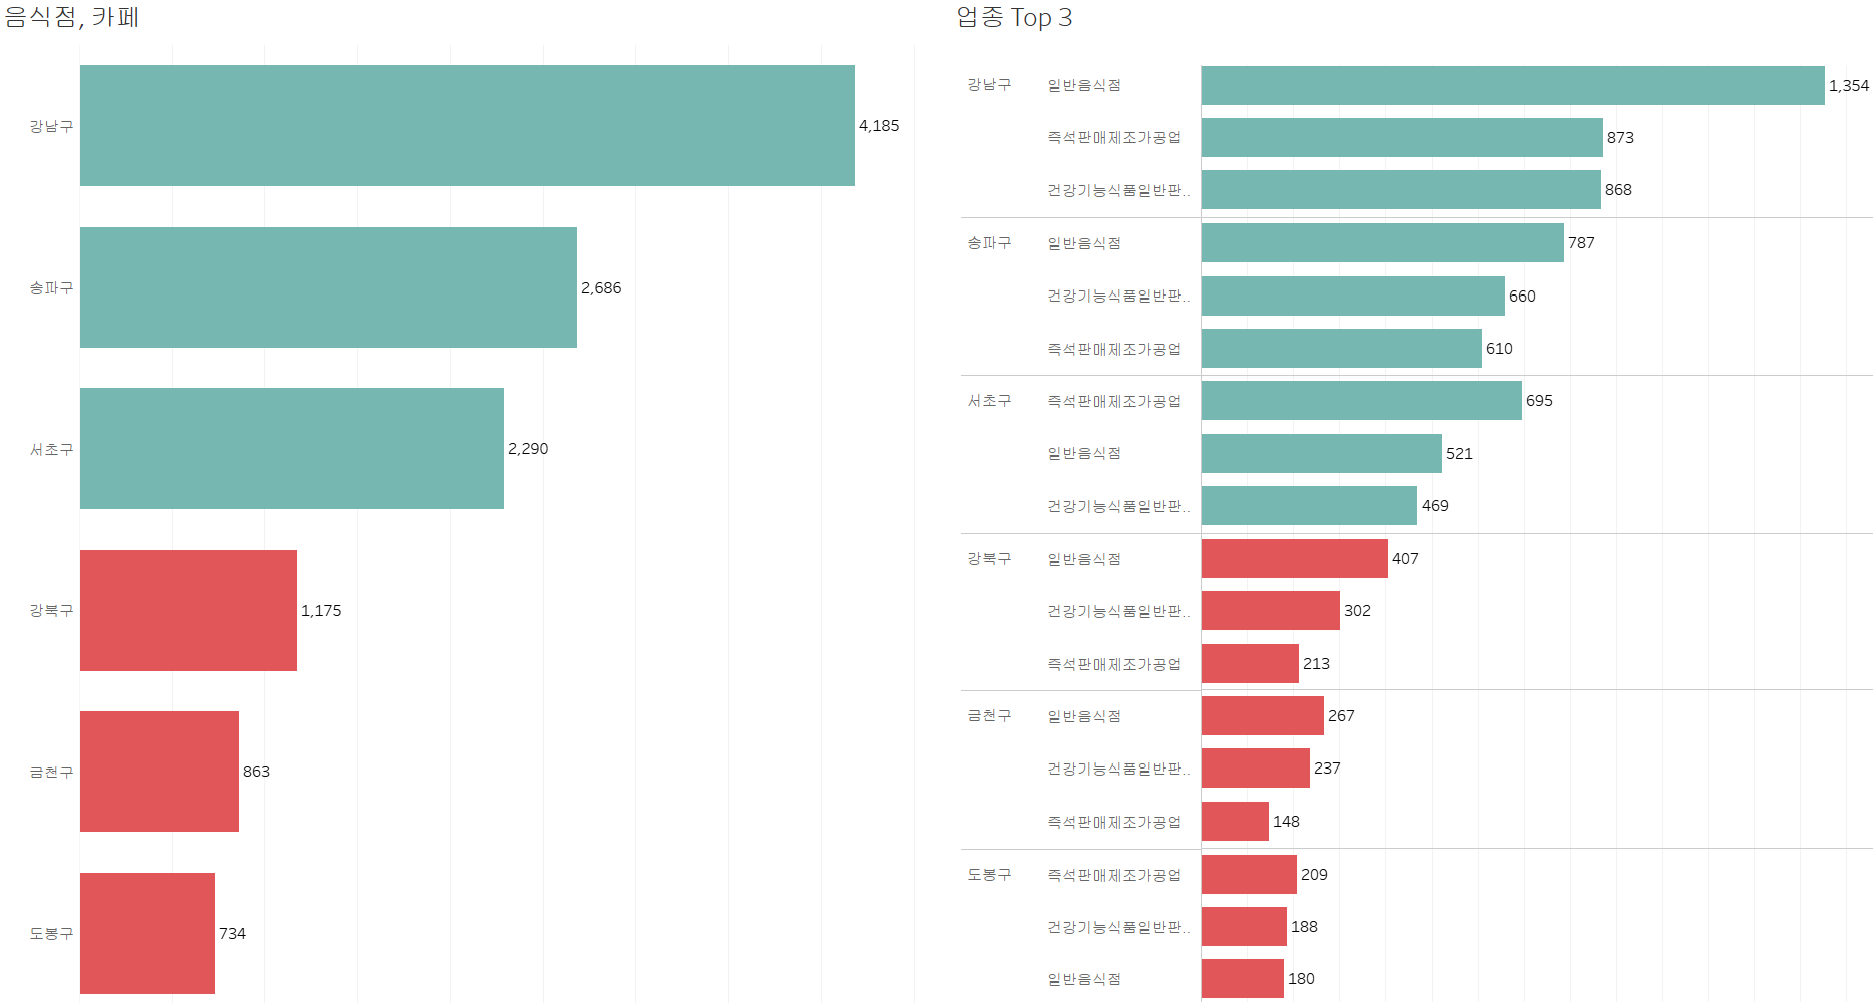 음식점, 카페
강남구 4,185
송파구 2,686
서초구 2,290
강북구 1,175
금천구 863
도봉구 734
업종 Top 3
강남구 일반음식점 1,354
즉석판매제조가공업 873
건강기능식품일반판.. 868
송파구 일반음식점 787
건강기능식품일반판.. 660
즉석판매제조가공업 610
서초구 즉석판매제조가공업 695
일반음식점 521
건강기능식품일반판.. 469
강북구 일반음식점 407
건강기능식품일반판.. 302
즉석판매제조가공업 213
금천구 일반음식점 267
건강기능식품일반판.. 237
즉석판매제조가공업 148
도봉구 즉석판매제조가공업 209
건강기능식품일반판.. 188
일반음식점 180